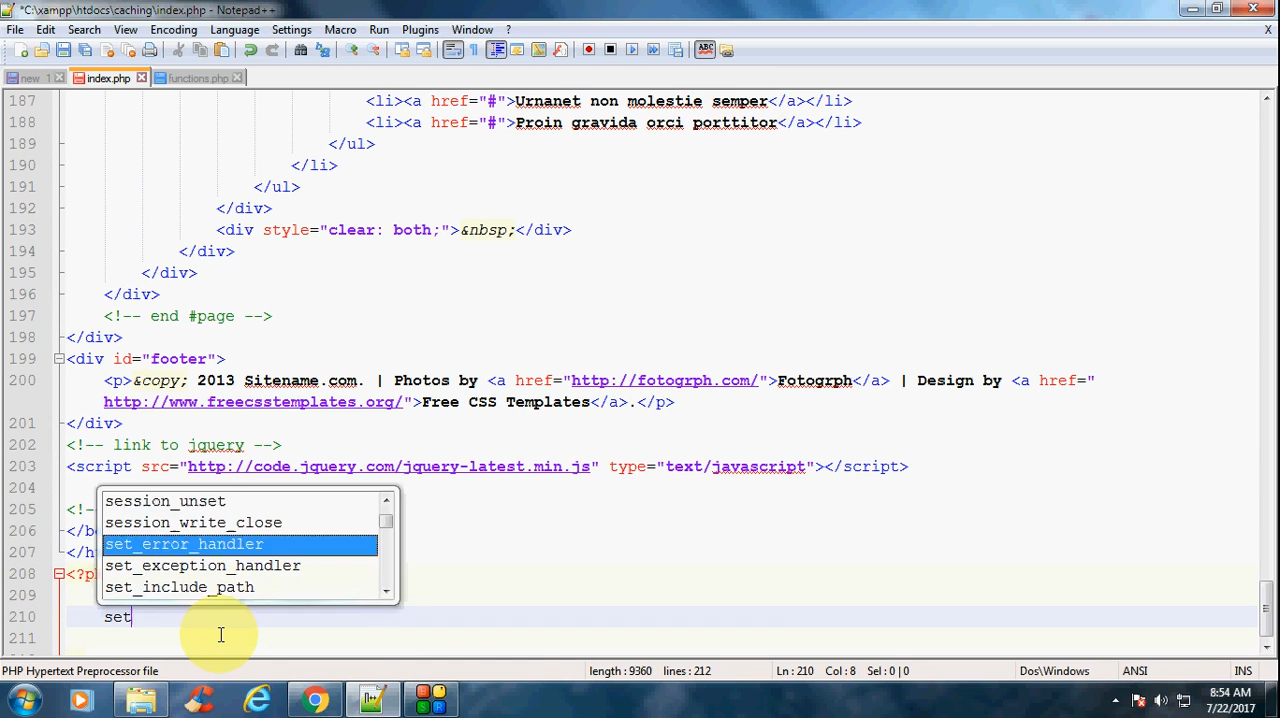 *C:\xampp\htdocs\caching\index.php - Notepad++
File Edit Search View Encoding Language Settings Macro Run Plugins Window ? X
ABC
new 1 index.php functions.php
187 <li><a href="#">Urnanet non molestie semper</a></li>
188 <li><a href="#">Proin gravida orci porttitor</a></li>
189 </ul>
190 </li>
191 </ul>
192 </div>
193 <div style="clear: both;">&nbsp;</div>
194 </div>
195 </div>
196 </div>
197 <!-- end #page -->
198 </div>
199 <div id="footer">
200 <p>&copy; 2013 Sitename.com. | Photos by <a href="http://fotogrph.com/">Fotogrph</a> | Design by <a href="
http://www.freecsstemplates.org/">Free CSS Templates</a>.</p>
201 </div>
202 <!-- link to jquery -->
203 <script src="http://code.jquery.com/jquery-latest.min.js" type="text/javascript"></script>
204
205 <!-
206 </bo
207 </h
208 <?ph
209
210 set
211
session_unset
session_write_close
set_error_handler
set_exception_handler
set_include_path
PHP Hypertext Preprocessor file length : 9360 lines : 212 Ln : 210 Col : 8 Sel : 0 | 0 Dos\Windows ANSI INS
8:54 AM
7/22/2017